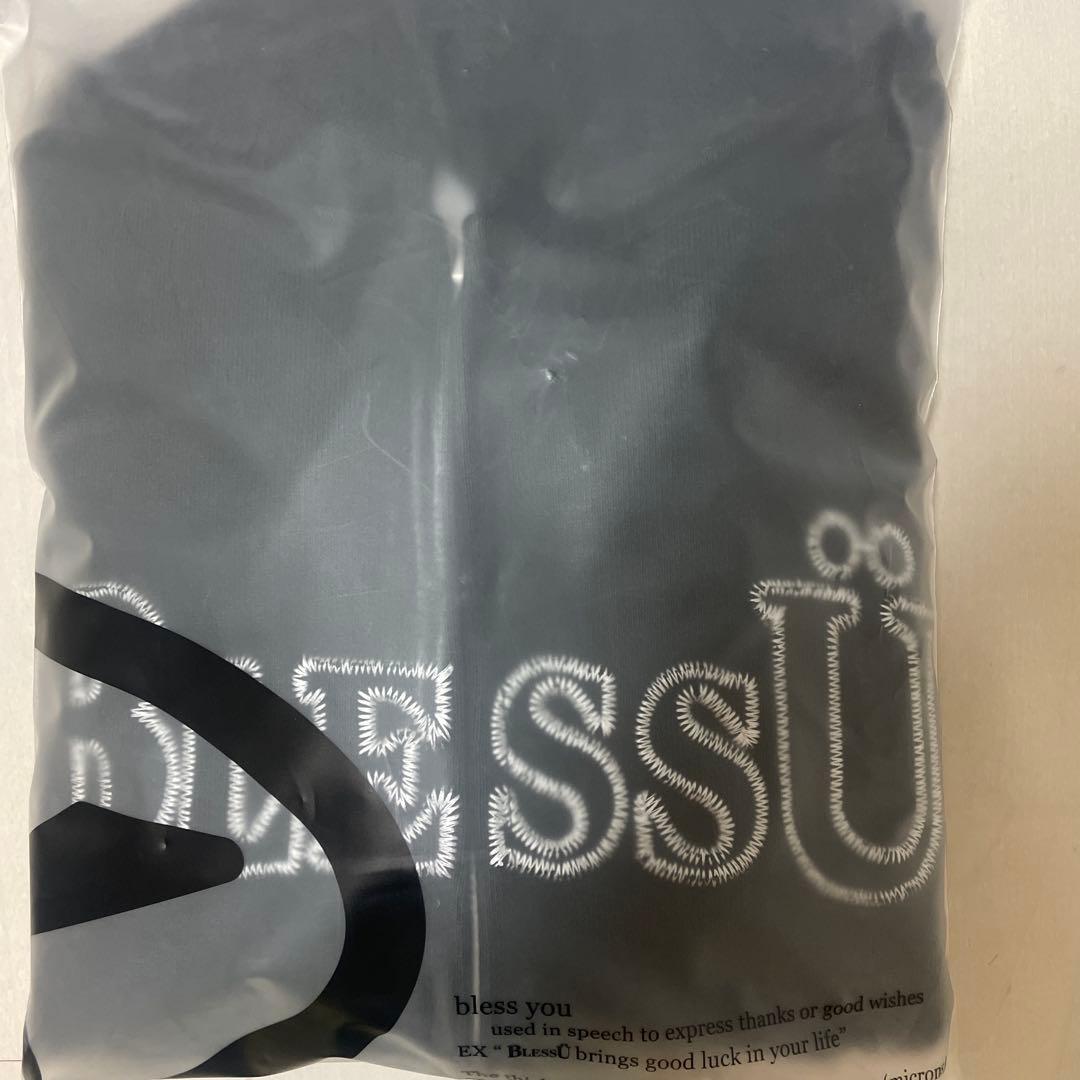 BLESSÜ
bless you
used in speech to express thanks or good wishes
EX “ BLESSÜ brings good luck in your life”
(micron